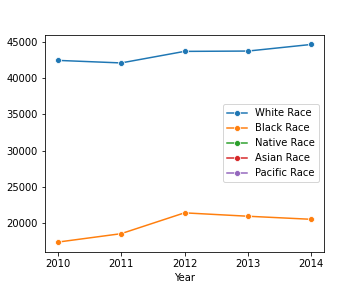 45000
40000
35000
30000
25000
20000
White Race
Black Race
Native Race
Asian Race
Pacific Race
2010 2011 2012 2013 2014
Year